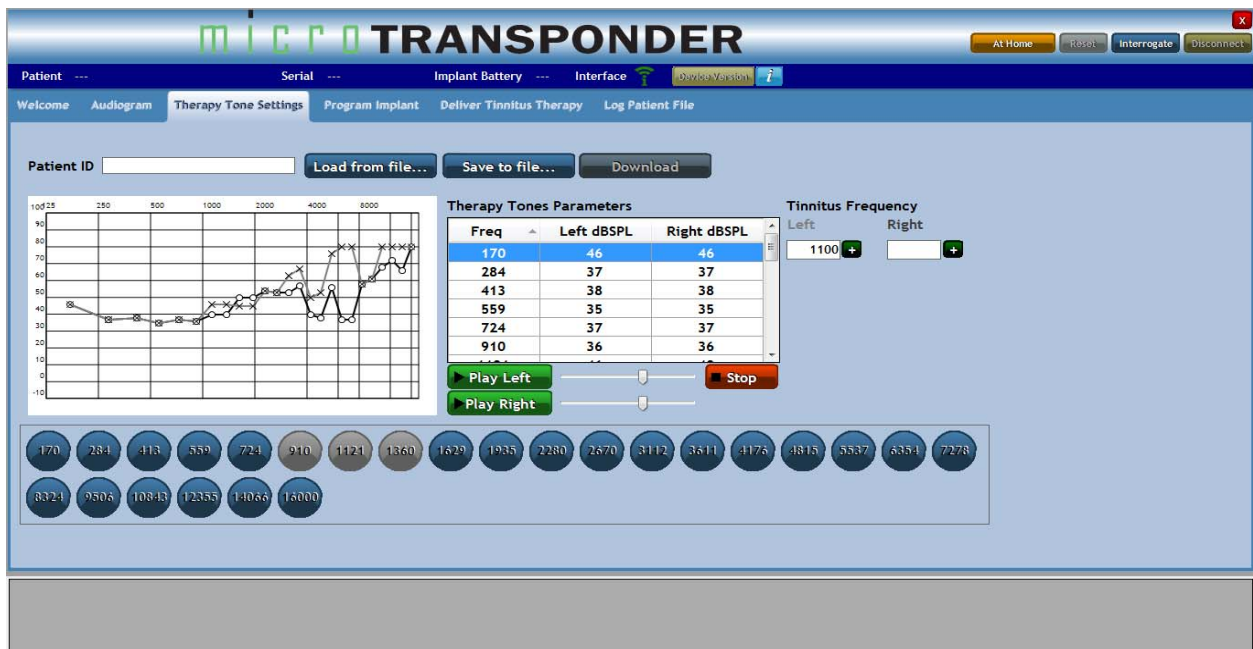 micro TRANSPONDER
X
At Home Reset Interrogate Disconnect
Patient --- Serial --- Implant Battery --- Interface Device Version i
Welcome Audiogram Therapy Tone Settings Program Implant Deliver Tinnitus Therapy Log Patient File
Patient ID Load from file... Save to file... Download
Therapy Tones Parameters
Tinnitus Frequency
Left Right
1100 + +
Freq Left dBSPL Right dBSPL
170 46 46
284 37 37
413 38 38
559 35 35
724 37 37
910 36 36
Play Left Stop
Play Right
125 250 500 1000 2000 4000 8000
100
90
80
70
60
50
40
30
20
10
0
-10
170 284 413 559 724 910 1121 1360 1629 1935 2280 2670 3112 3611 4176 4815 5537 6354 7278
8324 9506 10843 12355 14066 16000